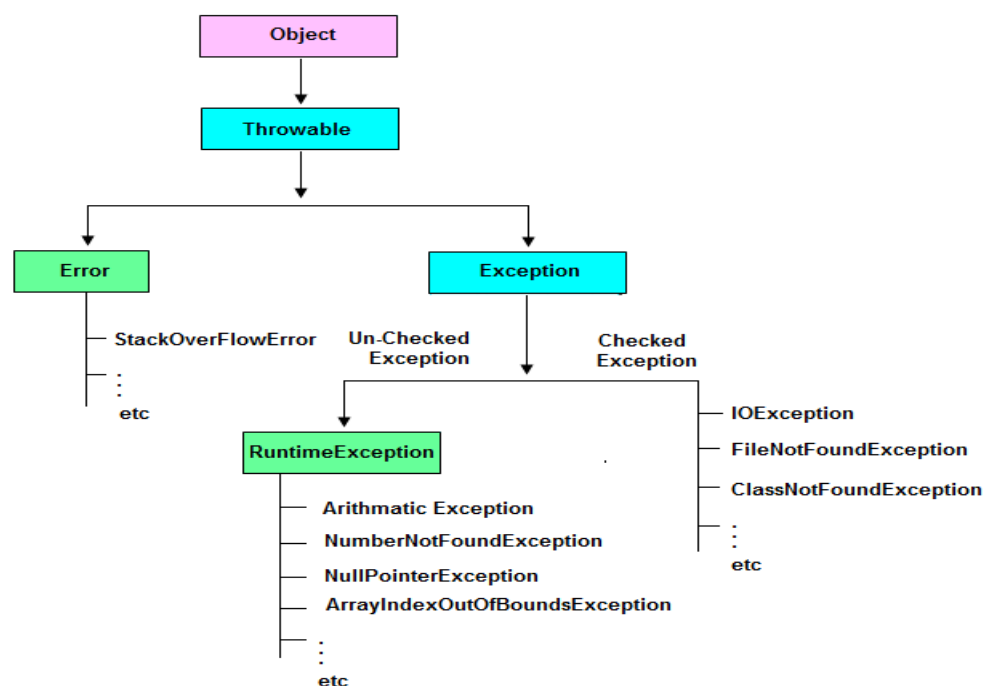 Object
Throwable
Error
Exception
StackOverFlowError
.
.
.
etc
Un-Checked
Exception
Checked
Exception
RuntimeException
Arithmatic Exception
NumberNotFoundException
NullPointerException
ArrayIndexOutOfBoundsException
.
.
.
etc
IOException
FileNotFoundException
ClassNotFoundException
.
.
.
etc